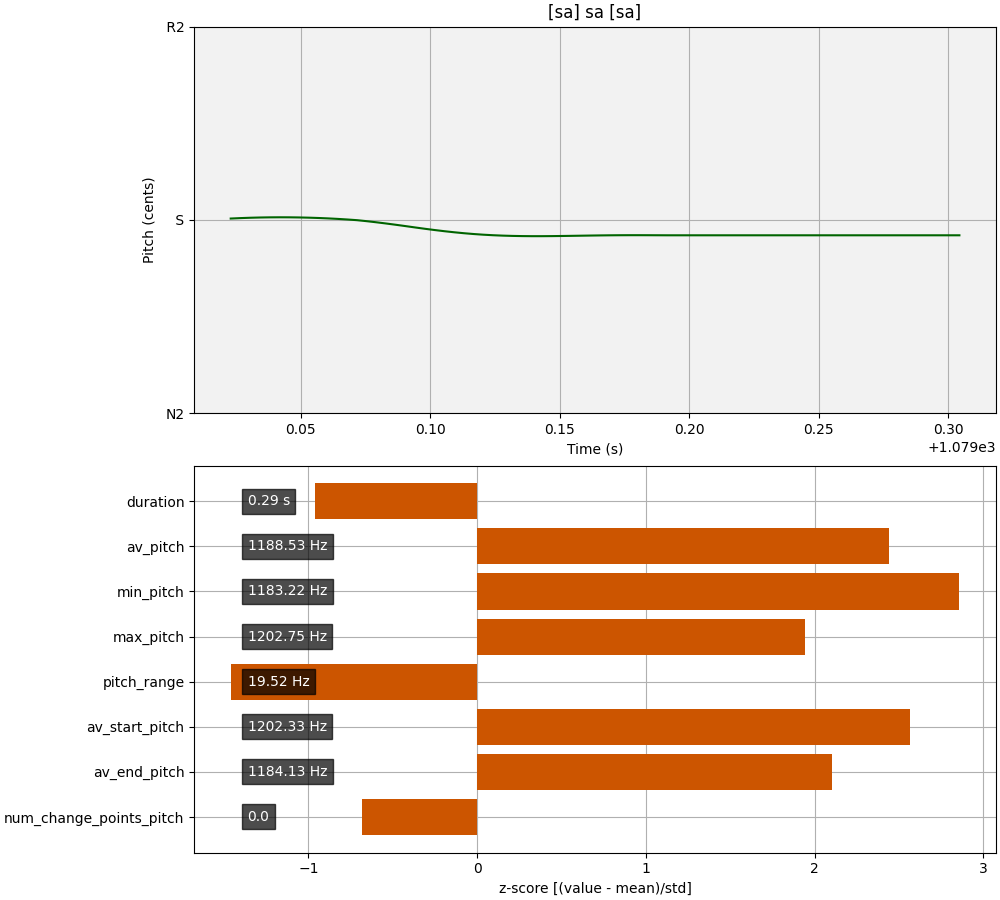 [sa] sa [sa]
R2
S
N2
Pitch (cents)
0.05 0.10 0.15 0.20 0.25 0.30
+1.079e3
Time (s)
duration 0.29 s
av_pitch 1188.53 Hz
min_pitch 1183.22 Hz
max_pitch 1202.75 Hz
pitch_range 19.52 Hz
av_start_pitch 1202.33 Hz
av_end_pitch 1184.13 Hz
num_change_points_pitch 0.0
−1 0 1 2 3
z-score [(value - mean)/std]